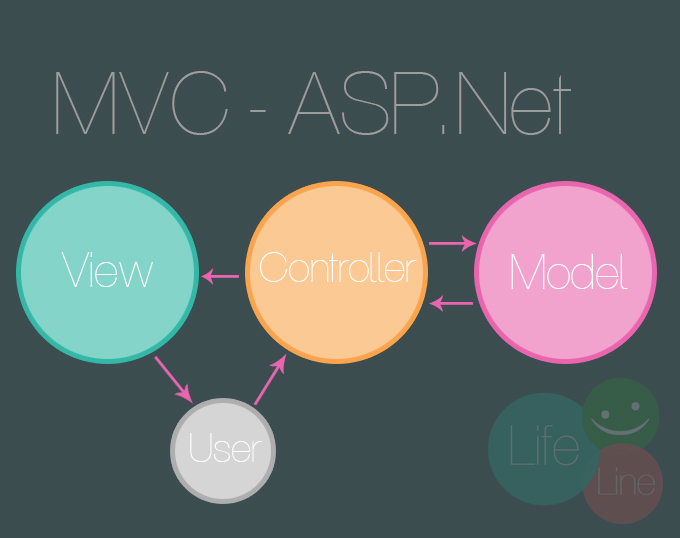 MVC - ASP.Net
View
Controller
Model
User
Life
Line